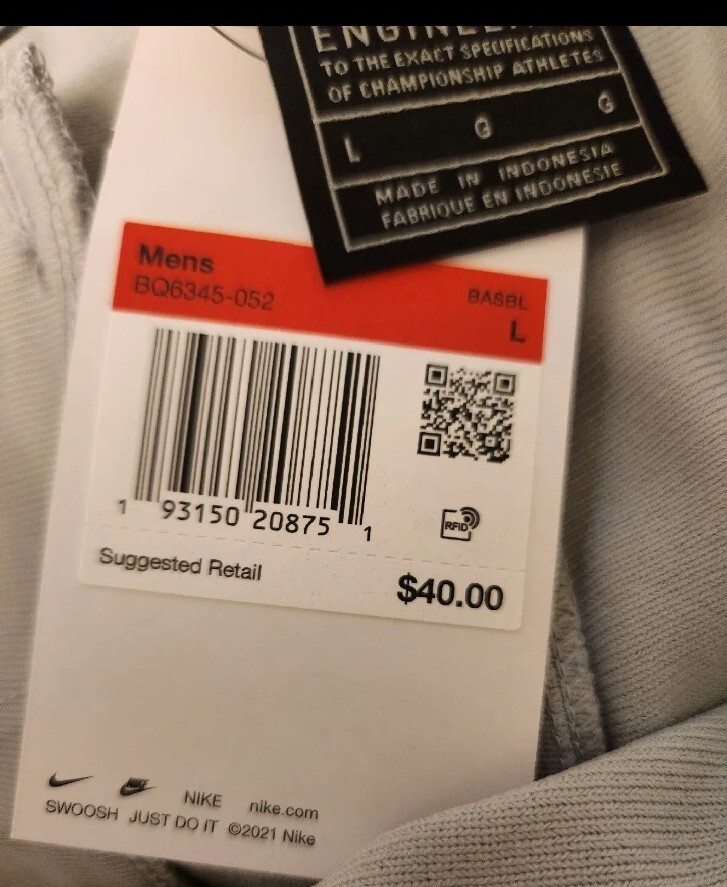 TO THE EXACT SPECIFICATIONS
OF CHAMPIONSHIP ATHLETES
L G G
MADE IN INDONESIA
FABRIQUE EN INDONESIE
Mens
BQ6345-052
BASBL
L
1 93150 20875 1
RFID
Suggested Retail
$40.00
NIKE nike.com
SWOOSH JUST DO IT ©2021 Nike